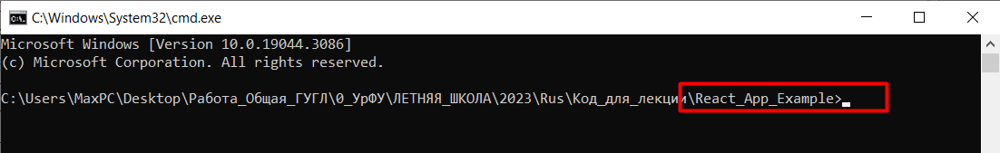 C:\Windows\System32\cmd.exe
Microsoft Windows [Version 10.0.19044.3086]
(c) Microsoft Corporation. All rights reserved.
C:\Users\MaxPC\Desktop\Работа_Общая_ГУГЛ\0_УрФУ\ЛЕТНЯЯ_ШКОЛА\2023\Rus\Код_для_лекции\React_App_Example>